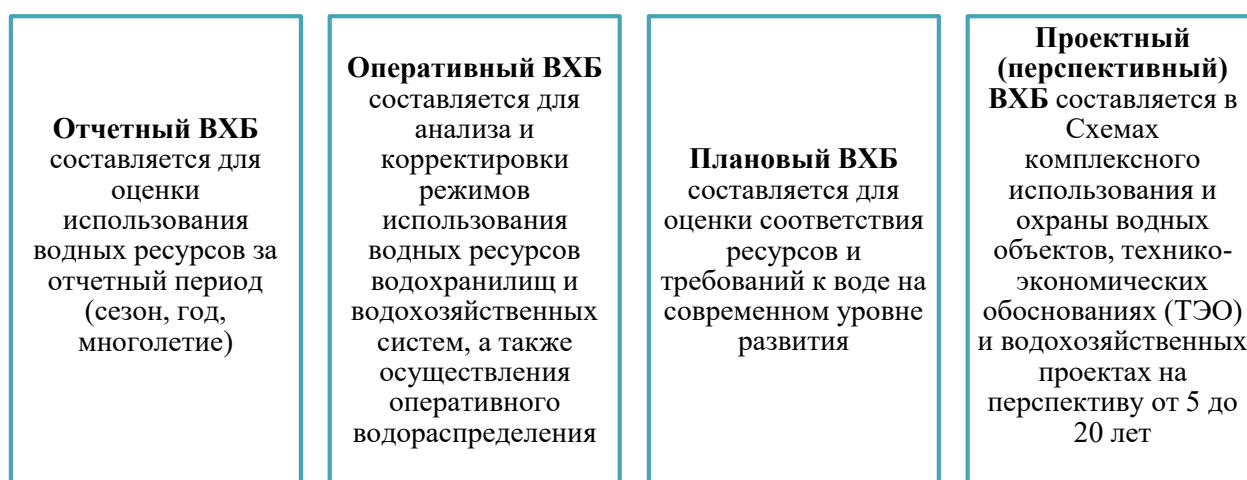 Отчетный ВХБ
составляется для
оценки
использования
водных ресурсов за
отчетный период
(сезон, год,
многолетие)
Оперативный ВХБ
составляется для
анализа и
корректировки
режимов
использования
водных ресурсов
водохранилищ и
водохозяйственных
систем, а также
осуществления
оперативного
водораспределения
Плановый ВХБ
составляется для
оценки соответствия
ресурсов и
требований к воде на
современном уровне
развития
Проектный
(перспективный)
ВХБ составляется в
Схемах
комплексного
использования и
охраны водных
объектов, технико-
экономических
обоснованиях (ТЭО)
и водохозяйственных
проектах на
перспективу от 5 до
20 лет